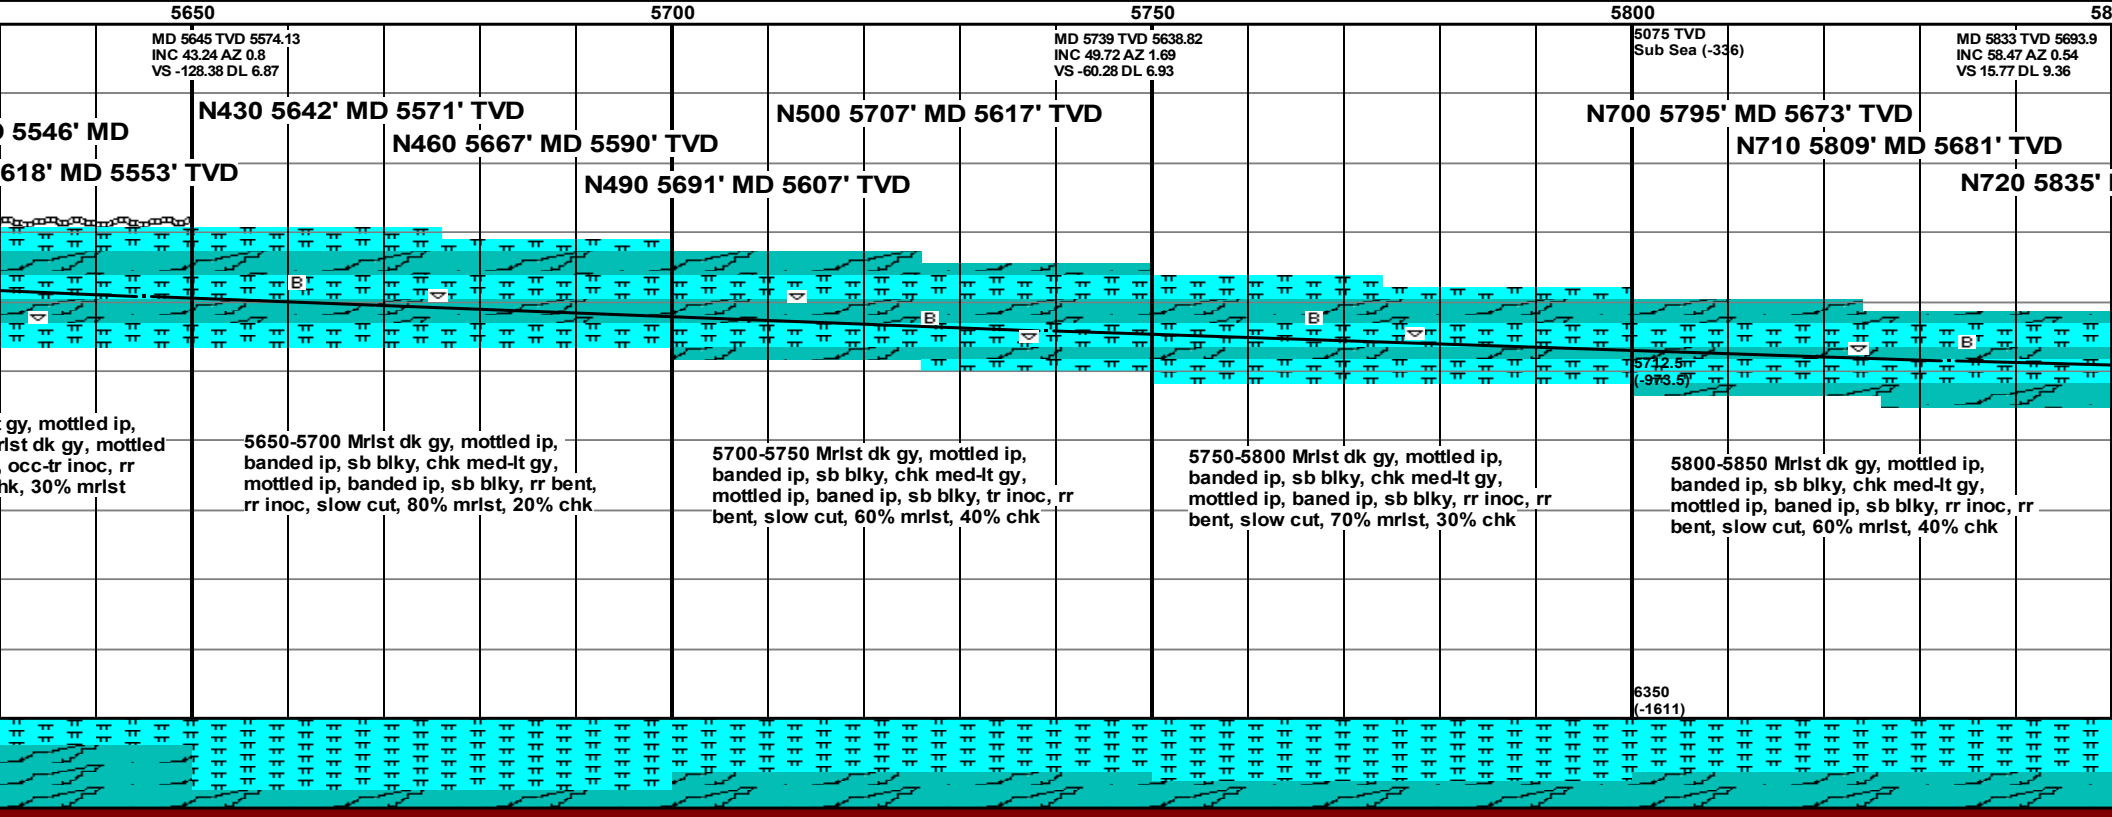 5650
5700
5750
5800
58
MD 5645 TVD 5574.13
INC 43.24 AZ 0.8
VS -128.38 DL 6.87
MD 5739 TVD 5638.82
INC 49.72 AZ 1.69
VS -60.28 DL 6.93
5075 TVD
Sub Sea (-336)
MD 5833 TVD 5693.9
INC 58.47 AZ 0.54
VS 15.77 DL 9.36
5546' MD
618' MD 5553' TVD
N430 5642' MD 5571' TVD
N460 5667' MD 5590' TVD
N490 5691' MD 5607' TVD
N500 5707' MD 5617' TVD
N700 5795' MD 5673' TVD
N710 5809' MD 5681' TVD
N720 5835'
B
B
B
B
5712.5
(-973.5)
gy, mottled ip,
rlst dk gy, mottled
, occ-tr inoc, rr
hk, 30% mrlst
5650-5700 Mrlst dk gy, mottled ip,
banded ip, sb blky, chk med-lt gy,
mottled ip, banded ip, sb blky, rr bent,
rr inoc, slow cut, 80% mrlst, 20% chk
5700-5750 Mrlst dk gy, mottled ip,
banded ip, sb blky, chk med-lt gy,
mottled ip, baned ip, sb blky, tr inoc, rr
bent, slow cut, 60% mrlst, 40% chk
5750-5800 Mrlst dk gy, mottled ip,
banded ip, sb blky, chk med-lt gy,
mottled ip, baned ip, sb blky, rr inoc, rr
bent, slow cut, 70% mrlst, 30% chk
5800-5850 Mrlst dk gy, mottled ip,
banded ip, sb blky, chk med-lt gy,
mottled ip, baned ip, sb blky, rr inoc, rr
bent, slow cut, 60% mrlst, 40% chk
6350
(-1611)